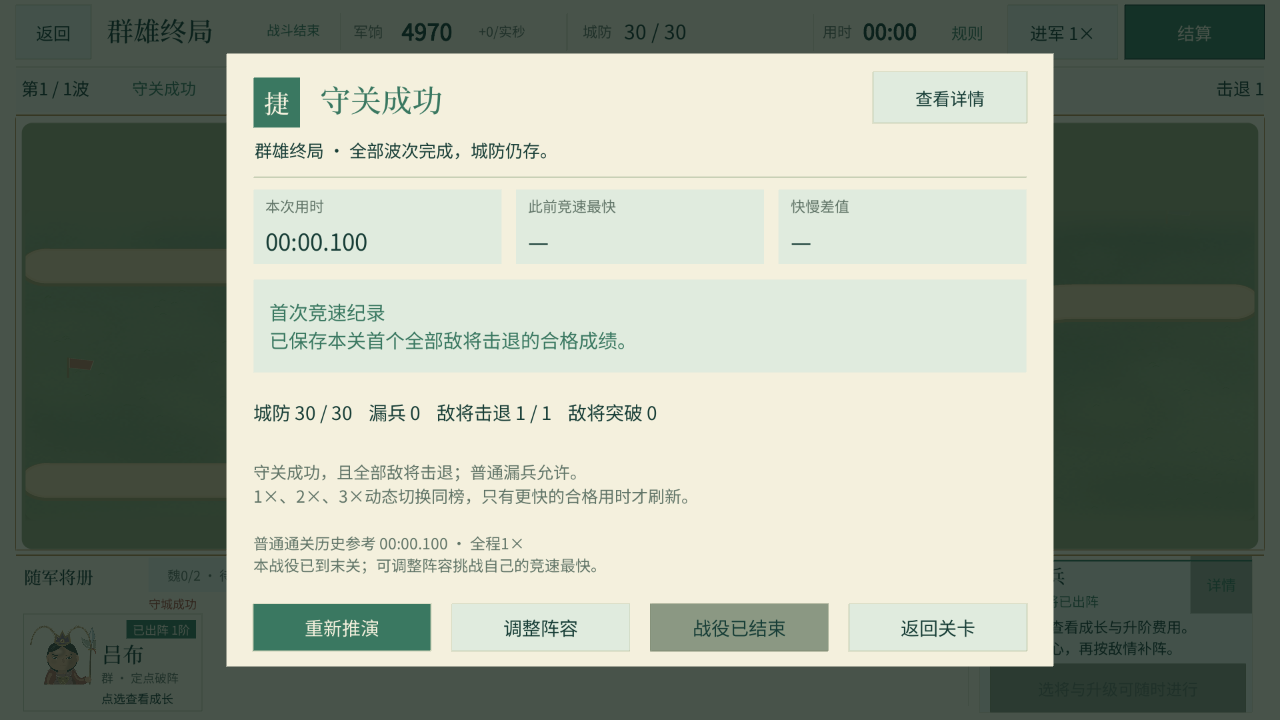 返回
群雄终局
战斗结束
军饷 4970 +0/实秒
城防 30 / 30
用时 00:00
规则
进军 1×
结算
第1 / 1波
守关成功
击退 1
捷
守关成功
查看详情
群雄终局 · 全部波次完成，城防仍存。
本次用时
00:00.100
此前竞速最快
—
快慢差值
—
首次竞速纪录
已保存本关首个全部敌将击退的合格成绩。
城防 30 / 30 漏兵 0 敌将击退 1 / 1 敌将突破 0
守关成功，且全部敌将击退；普通漏兵允许。
1×、2×、3×动态切换同榜，只有更快的合格用时才刷新。
普通通关历史参考 00:00.100 · 全程1×
本战役已到末关；可调整阵容挑战自己的竞速最快。
重新推演
调整阵容
战役已结束
返回关卡
随军将册
魏0/2 ·
守城成功
已出阵 1阶
吕布
群 · 定点破阵
点选查看成长
兵
详情
已出阵
查看成长与升阶费用。
心，再按敌情补阵。
选将与升级可随时进行